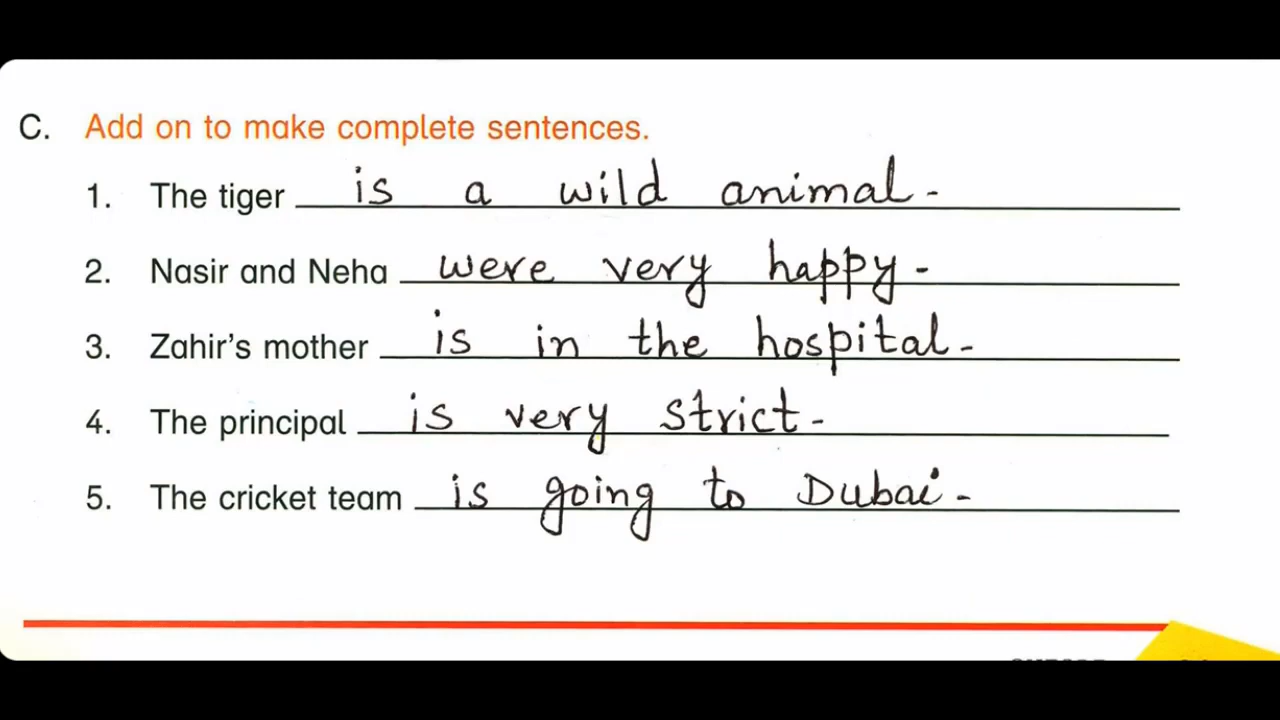 C. Add on to make complete sentences.
1. The tiger is a wild animal -
2. Nasir and Neha were very happy -
3. Zahir's mother is in the hospital -
4. The principal is very strict -
5. The cricket team is going to Dubai -